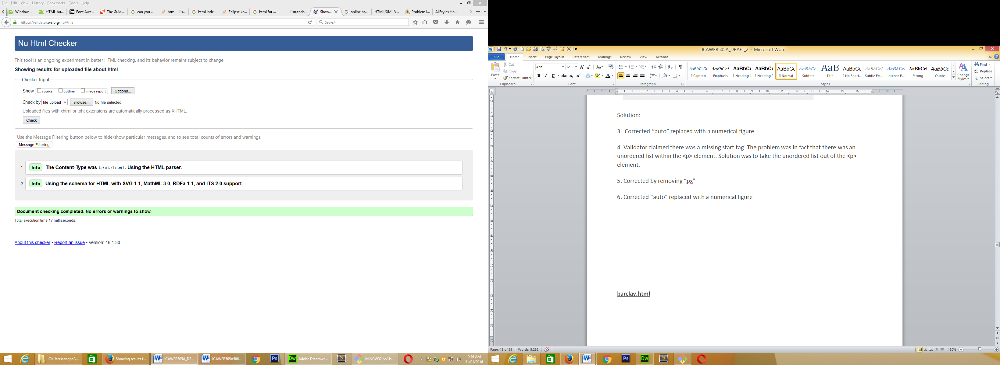 File Edit View History Bookmarks Tools Help
Window ... HTML bu... Font Awe... The Guid... can you ... html - Lis... html inde... Eclipse ke... html for ... Listutoria... Show... online ht... HTML/XML V... Problem I... AllStyles Ho...
https://validator.w3.org/nu/#file
Search
Nu Html Checker
This tool is an ongoing experiment in better HTML checking, and its behavior remains subject to change
Showing results for uploaded file about.html
Checker Input
Show source outline image report Options...
Check by file upload Browse... No file selected.
Uploaded files with xhtml or .xht extensions are automatically processed as XHTML.
Check
Use the Message Filtering button below to hide/show particular messages, and to see total counts of errors and warnings.
Message Filtering
1. Info The Content-Type was text/html. Using the HTML parser.
2. Info Using the schema for HTML with SVG 1.1, MathML 3.0, RDFa 1.1, and ITS 2.0 support.
Document checking completed. No errors or warnings to show.
Total execution time 17 milliseconds.
About this checker • Report an issue • Version: 16.1.30
C:\Users\angpal\... Showing results f... ICAWEB505A_DR... ICAWEB505A506... Ps Dw Adobe Dreamwe... MINGW32:/c/Us...
9:46 AM
31/01/2016
ICAWEB505A_DRAFT_2 - Microsoft Word
File Home Insert Page Layout References Mailings Review View Acrobat
Paste Cut Copy Format Painter
Clipboard
Arial 12
Font
Paragraph
AaBbCcDc AaBbCcL AaBbCc AaBbCc AaBbCc AaBbCc. AaB AaBbCc AaBbCcL AaBbCcL AaBbCcl AaBbCc
Caption Emphasis Heading 1 Heading 2 Normal Subtitle Title No Spaci... Subtle Em... Intense E... Strong Quote
Styles
Change Styles
Find Replace Select
Editing
Solution:
3. Corrected “auto” replaced with a numerical figure
4. Validator claimed there was a missing start tag. The problem was in fact that there was an
unordered list within the <p> element. Solution was to take the unordered list out of the <p>
element.
5. Corrected by removing “px”
6. Corrected “auto” replaced with a numerical figure
barclay.html
Page: 19 of 29 Words: 5,282 130%
Ps Dw